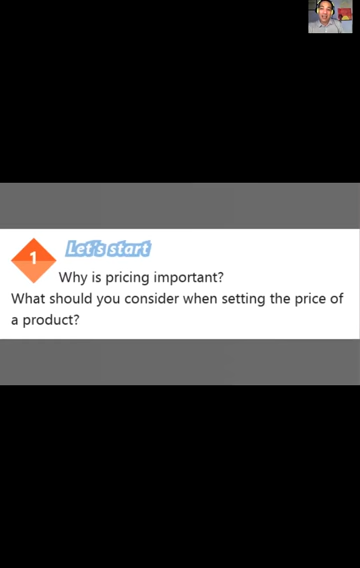 1
Let's start
Why is pricing important?
What should you consider when setting the price of
a product?